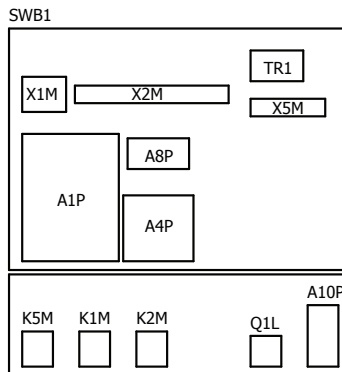 SWB1
TR1
X1M
X2M
X5M
A8P
A1P
A4P
A10P
K5M K1M K2M Q1L